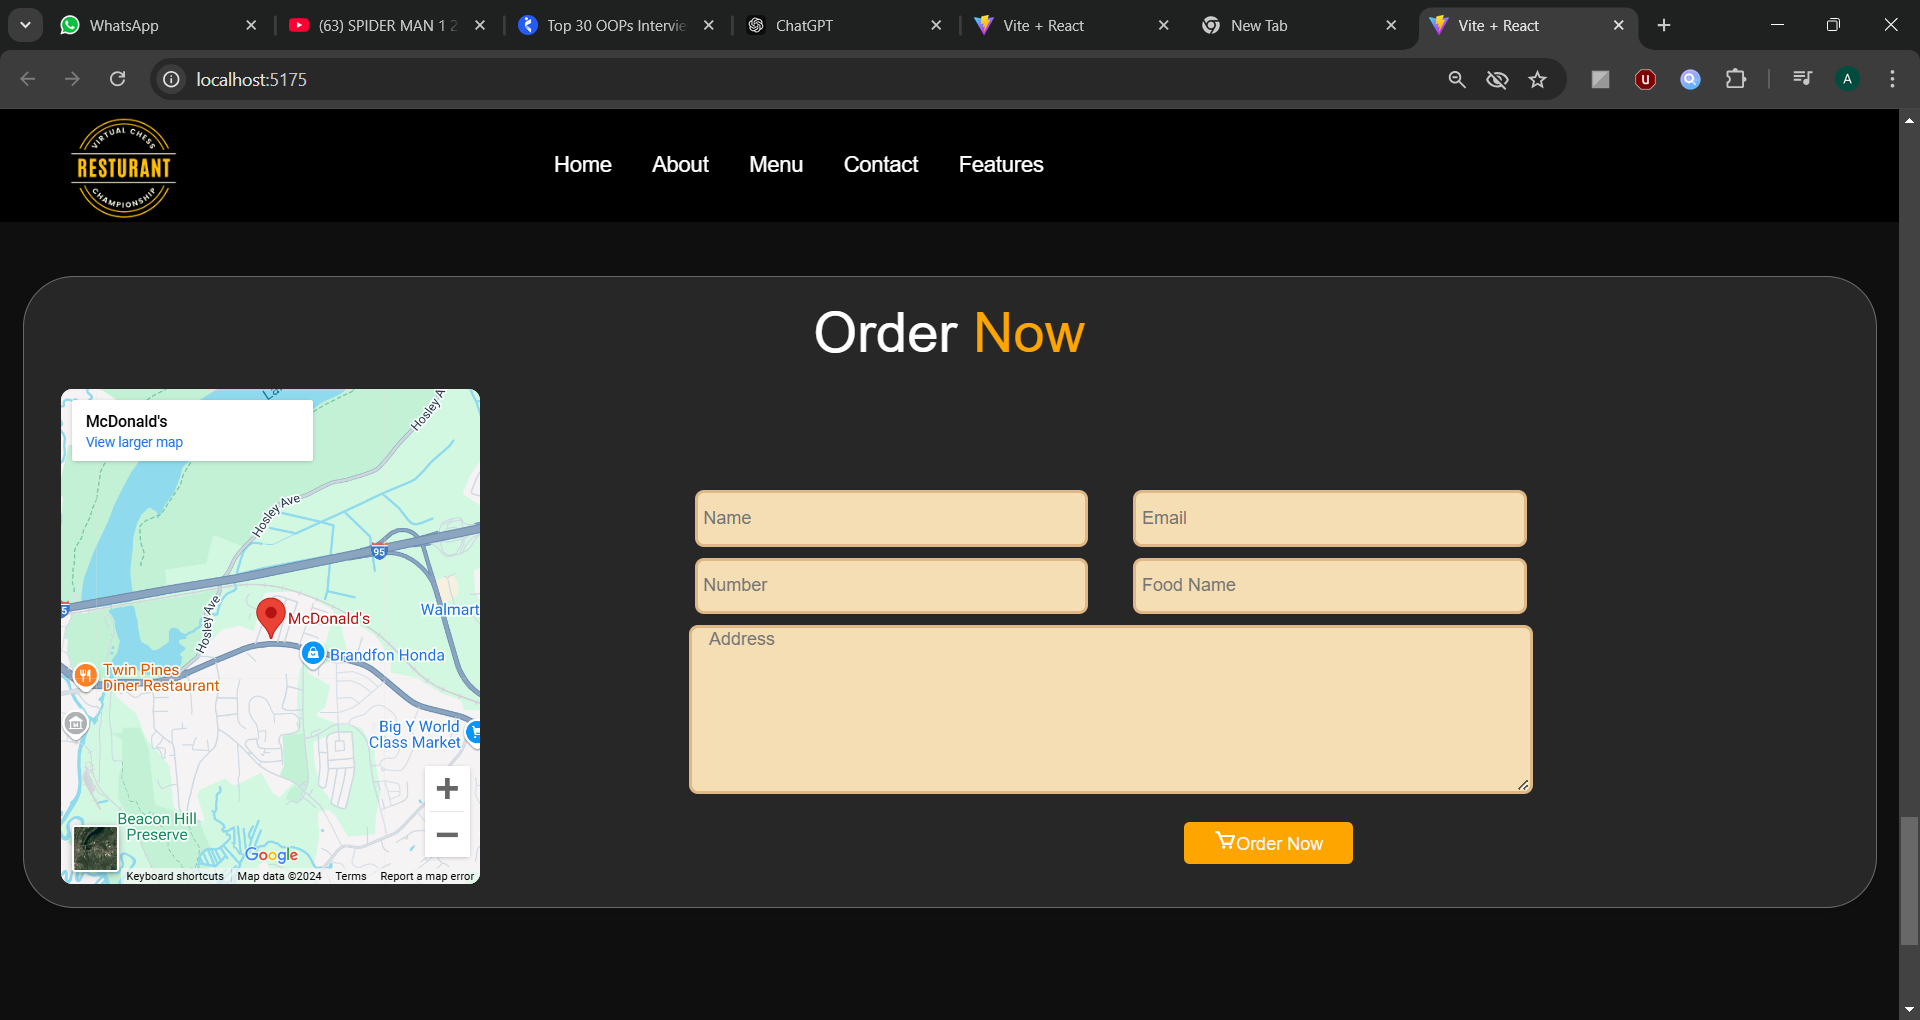 WhatsApp
(63) SPIDER MAN 1 2
Top 30 OOPs Intervie
ChatGPT
Vite + React
New Tab
Vite + React
localhost:5175
A
VIRTUAL CHESS
RESTURANT
CHAMPIONSHIP
Home
About
Menu
Contact
Features
Order Now
McDonald's
View larger map
Hosley A
Hosley Ave
95
Hosley Ave
5
Walmart
McDonald's
Brandfon Honda
Twin Pines
Diner Restaurant
Big Y World
Class Market
Beacon Hill
Preserve
Google
Keyboard shortcuts
Map data ©2024
Terms
Report a map error
Name
Email
Number
Food Name
Address
Order Now